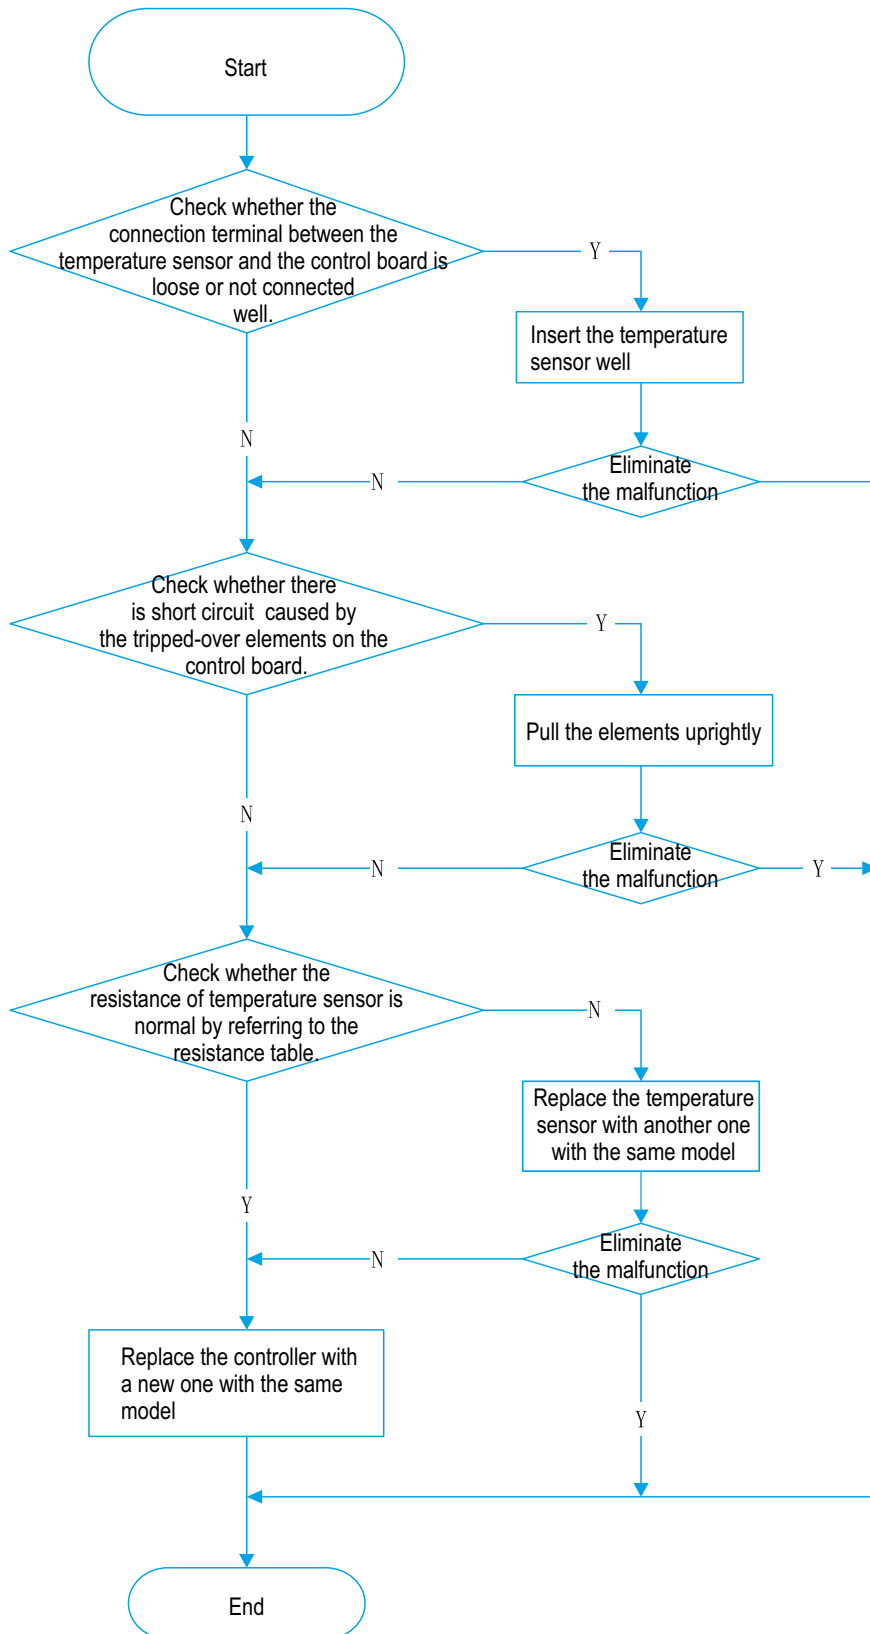 Start
Check whether the
connection terminal between the
temperature sensor and the control board is
loose or not connected
well.
Y
Insert the temperature
sensor well
N
Eliminate
the malfunction
N
Check whether there
is short circuit caused by
the tripped-over elements on the
control board.
Y
Pull the elements uprightly
N
Eliminate
the malfunction
N
Y
Check whether the
resistance of temperature sensor is
normal by referring to the
resistance table.
N
Replace the temperature
sensor with another one
with the same model
Y
Eliminate
the malfunction
N
Replace the controller with
a new one with the same
model
Y
End